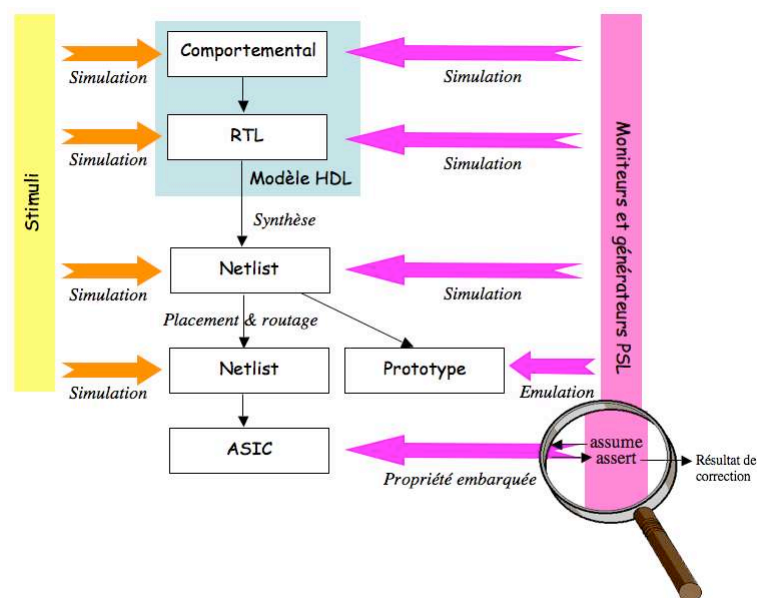 Comportemental
Simulation
Simulation
RTL
Simulation
Simulation
Modèle HDL
Stimuli
Moniteurs et générateurs PSL
Synthèse
Netlist
Simulation
Simulation
Placement & routage
Netlist
Prototype
Simulation
Emulation
ASIC
Propriété embarquée
assume
assert
Résultat de
correction